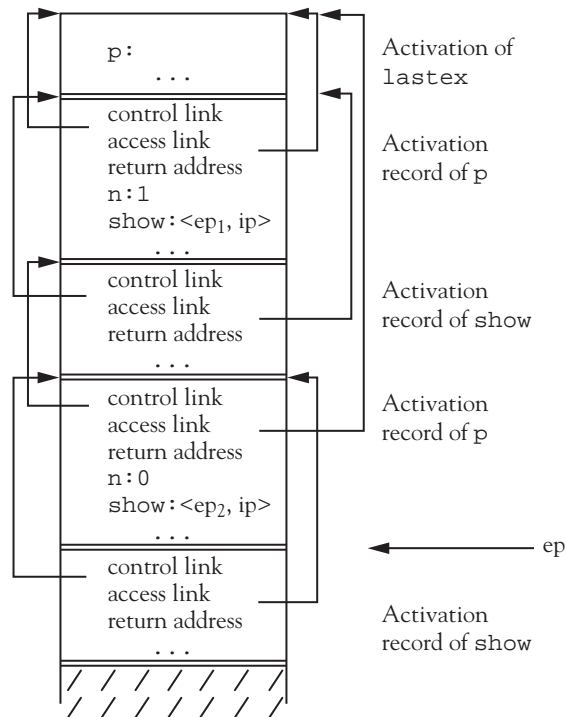 p:
...
Activation of
lastex
control link
access link
return address
n:1
show:<ep1, ip>
...
Activation
record of p
control link
access link
return address
...
Activation
record of show
control link
access link
return address
n:0
show:<ep2, ip>
...
Activation
record of p
ep
control link
access link
return address
...
Activation
record of show